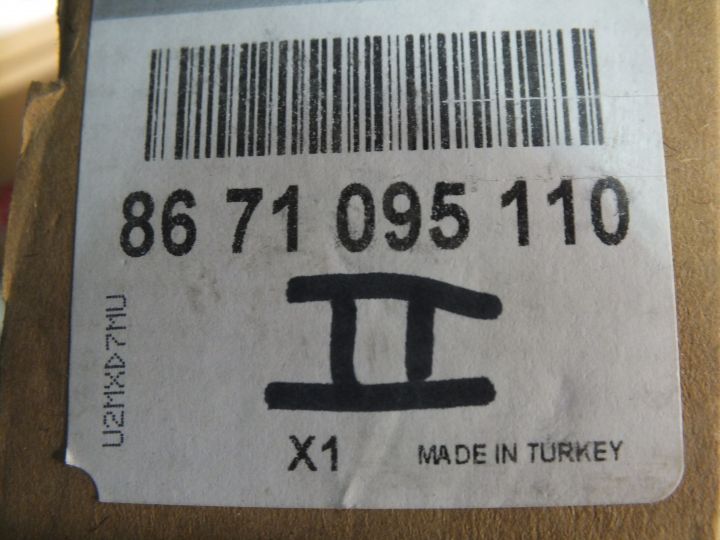 86 71 095 110
II
U2MXD7MU
X1
MADE IN TURKEY